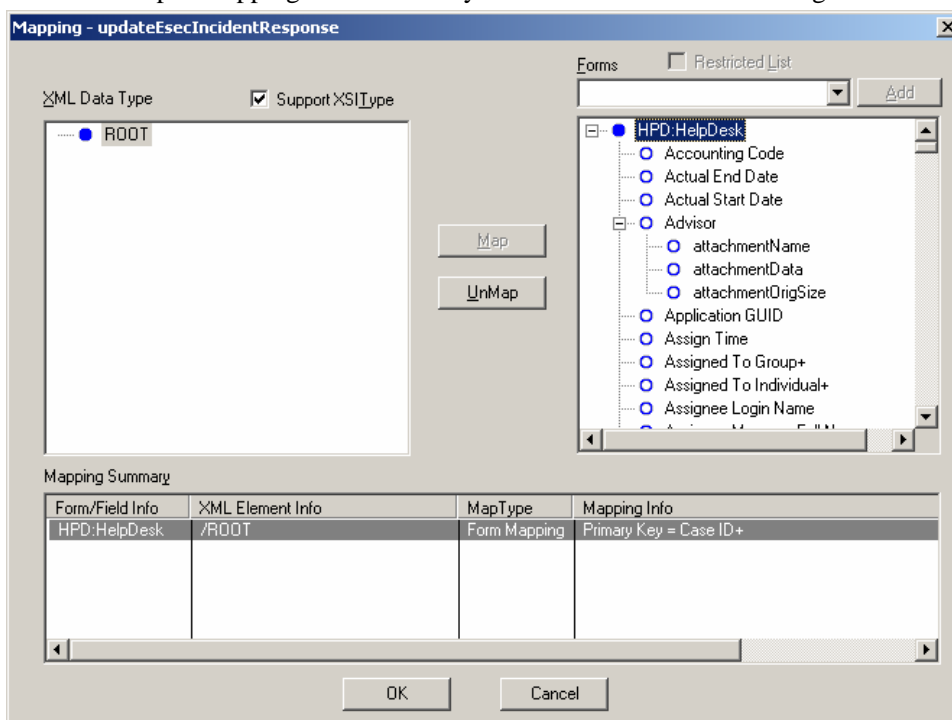 Mapping - updateEsecIncidentResponse
Forms
Restricted List
XML Data Type
Support XSIType
Add
ROOT
HPD:HelpDesk
Accounting Code
Actual End Date
Actual Start Date
Advisor
attachmentName
attachmentData
attachmentOrigSize
Application GUID
Assign Time
Assigned To Group+
Assigned To Individual+
Assignee Login Name
Map
UnMap
Mapping Summary
Form/Field Info XML Element Info MapType Mapping Info
HPD:HelpDesk /ROOT Form Mapping Primary Key = Case ID+
OK Cancel